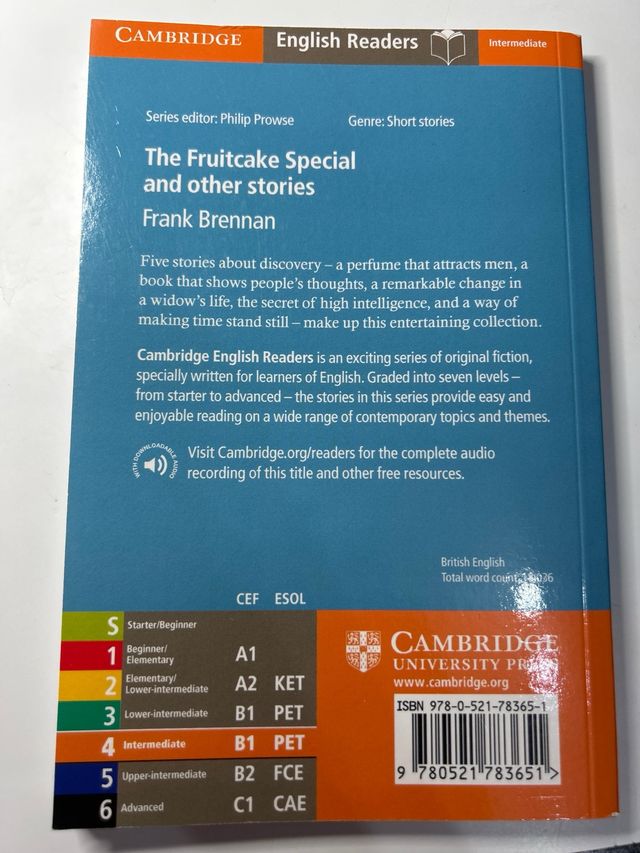 CAMBRIDGE English Readers Intermediate
Series editor: Philip Prowse Genre: Short stories
The Fruitcake Special
and other stories
Frank Brennan
Five stories about discovery – a perfume that attracts men, a
book that shows people's thoughts, a remarkable change in
a widow's life, the secret of high intelligence, and a way of
making time stand still – make up this entertaining collection.
Cambridge English Readers is an exciting series of original fiction,
specially written for learners of English. Graded into seven levels –
from starter to advanced – the stories in this series provide easy and
enjoyable reading on a wide range of contemporary topics and themes.
WITH DOWNLOADABLE AUDIO
Visit Cambridge.org/readers for the complete audio
recording of this title and other free resources.
British English
Total word count:
CEF ESOL
S Starter/Beginner
1 Beginner/
Elementary A1
2 Elementary/
Lower-intermediate A2 KET
3 Lower-intermediate B1 PET
4 Intermediate B1 PET
5 Upper-intermediate B2 FCE
6 Advanced C1 CAE
CAMBRIDGE
UNIVERSITY PRESS
www.cambridge.org
ISBN 978-0-521-78365-1
9 780521 783651 >